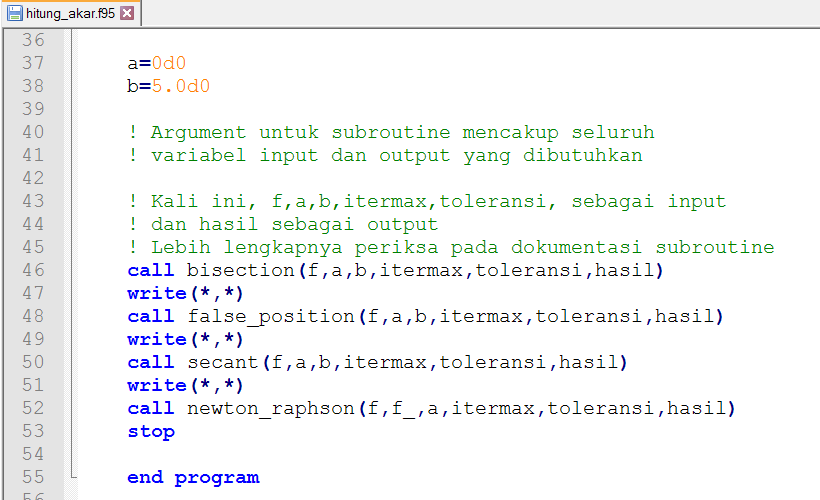 hitung_akar.f95
36
37 a=0d0
38 b=5.0d0
39
40 ! Argument untuk subroutine mencakup seluruh
41 ! variabel input dan output yang dibutuhkan
42
43 ! Kali ini, f,a,b,itermax,toleransi, sebagai input
44 ! dan hasil sebagai output
45 ! Lebih lengkapnya periksa pada dokumentasi subroutine
46 call bisection(f,a,b,itermax,toleransi,hasil)
47 write(*,*)
48 call false_position(f,a,b,itermax,toleransi,hasil)
49 write(*,*)
50 call secant(f,a,b,itermax,toleransi,hasil)
51 write(*,*)
52 call newton_raphson(f,f_,a,itermax,toleransi,hasil)
53 stop
54
55 end program
56